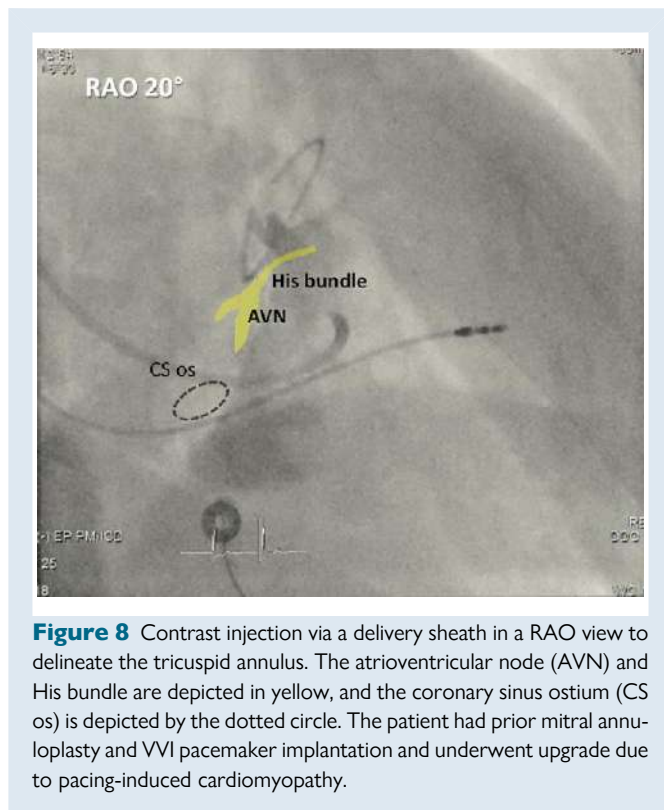 RAO 20°
His bundle
AVN
CS os
EP PM/ICD
25
8
Figure 8 Contrast injection via a delivery sheath in a RAO view to
delineate the tricuspid annulus. The atrioventricular node (AVN) and
His bundle are depicted in yellow, and the coronary sinus ostium (CS
os) is depicted by the dotted circle. The patient had prior mitral annu-
loplasty and VVI pacemaker implantation and underwent upgrade due
to pacing-induced cardiomyopathy.